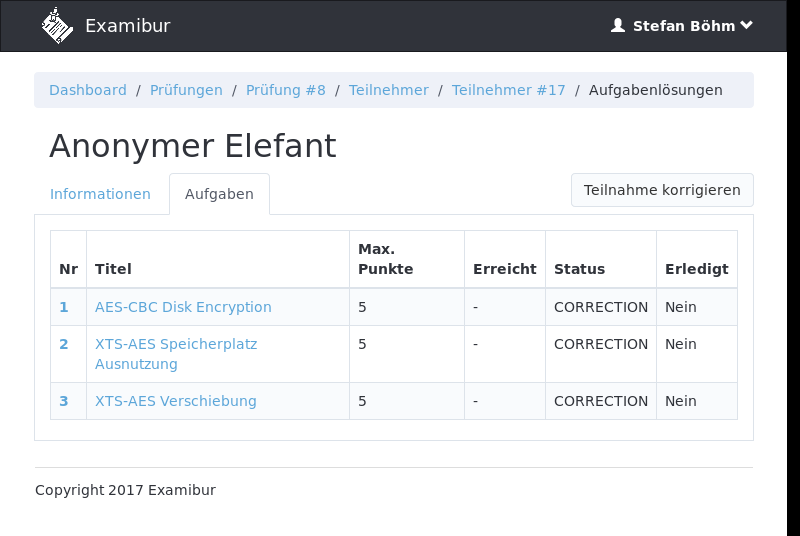 Examibur
Stefan Böhm
Dashboard / Prüfungen / Prüfung #8 / Teilnehmer / Teilnehmer #17 / Aufgabenlösungen
Anonymer Elefant
Informationen Aufgaben Teilnahme korrigieren
Nr Titel Max. Punkte Erreicht Status Erledigt
1 AES-CBC Disk Encryption 5 - CORRECTION Nein
2 XTS-AES Speicherplatz Ausnutzung 5 - CORRECTION Nein
3 XTS-AES Verschiebung 5 - CORRECTION Nein
Copyright 2017 Examibur